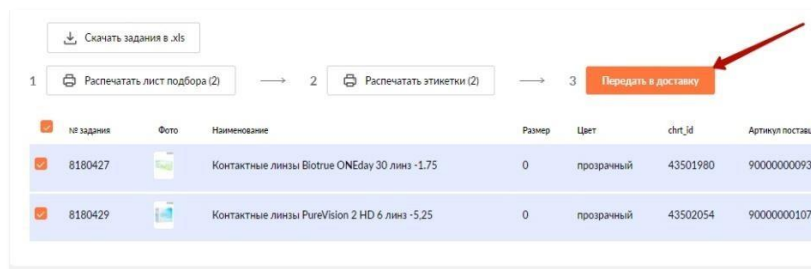 Скачать задания в .xls
1 Распечатать лист подбора (2) 2 Распечатать этикетки (2) 3 Передать в доставку
№ задания Фото Наименование Размер Цвет chrt_id Артикул постав
8180427 Контактные линзы Biotrue ONEday 30 линз -1.75 0 прозрачный 43501980 90000000093
8180429 Контактные линзы PureVision 2 HD 6 линз -5,25 0 прозрачный 43502054 90000000107